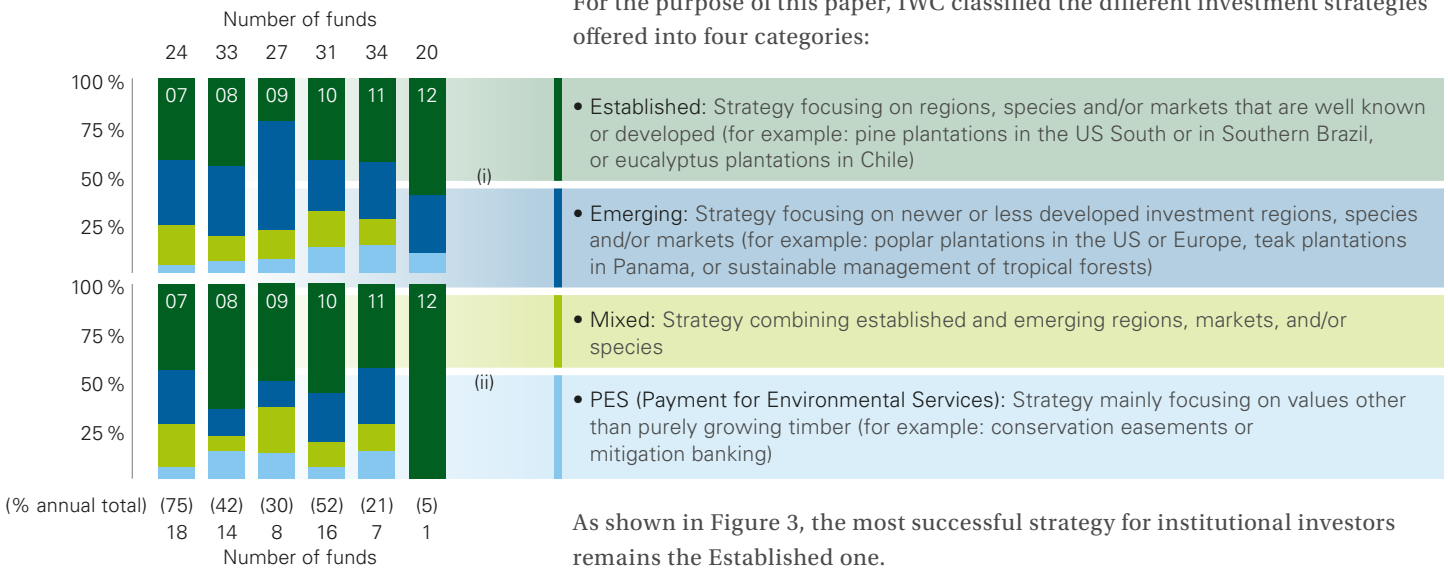 Number of funds
24 33 27 31 34 20
100 %
75 %
50 %
25 %
07 08 09 10 11 12
(i)
100 %
75 %
50 %
25 %
07 08 09 10 11 12
(ii)
(% annual total) (75) (42) (30) (52) (21) (5)
18 14 8 16 7 1
Number of funds
For the purpose of this paper, IWC classified the different investment strategies
offered into four categories:
• Established: Strategy focusing on regions, species and/or markets that are well known
or developed (for example: pine plantations in the US South or in Southern Brazil,
or eucalyptus plantations in Chile)
• Emerging: Strategy focusing on newer or less developed investment regions, species
and/or markets (for example: poplar plantations in the US or Europe, teak plantations
in Panama, or sustainable management of tropical forests)
• Mixed: Strategy combining established and emerging regions, markets, and/or
species
• PES (Payment for Environmental Services): Strategy mainly focusing on values other
than purely growing timber (for example: conservation easements or
mitigation banking)
As shown in Figure 3, the most successful strategy for institutional investors
remains the Established one.